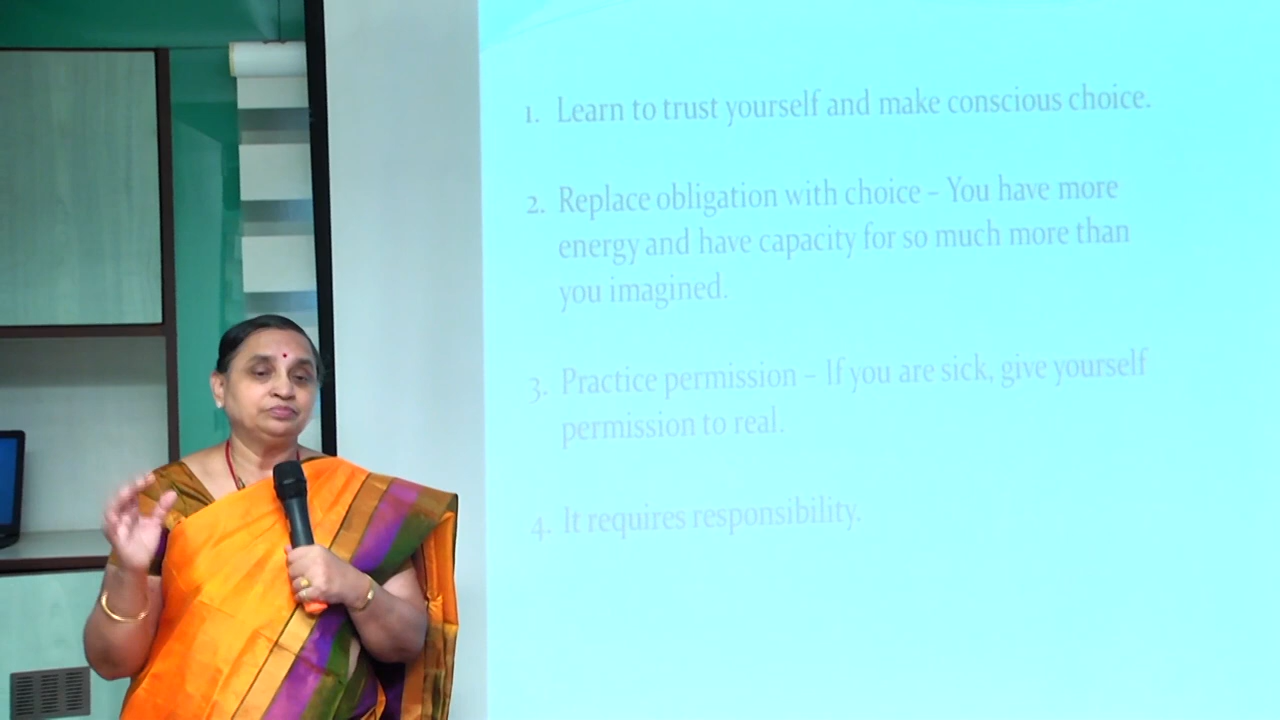 1. Learn to trust yourself and make conscious choice.
2. Replace obligation with choice – You have more
energy and have capacity for so much more than
you imagined.
3. Practice permission – If you are sick, give yourself
permission to real.
4. It requires responsibility.